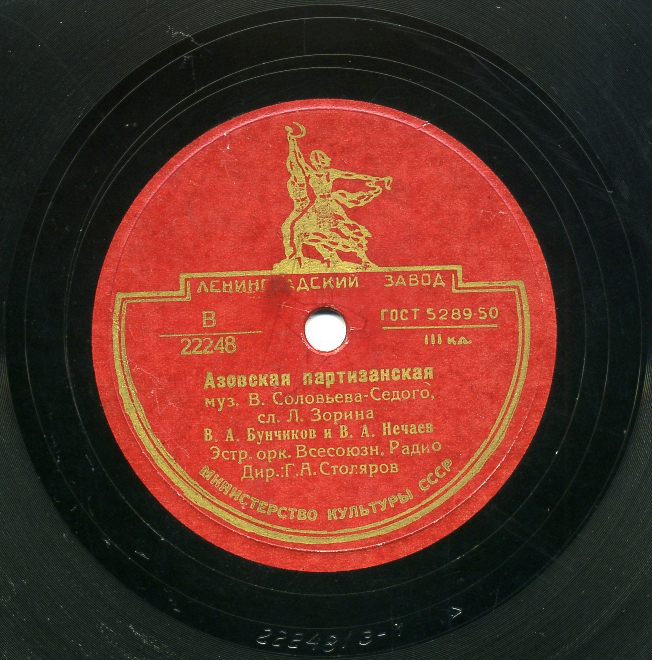 ЛЕНИНГРАДСКИЙ ЗАВОД
В
22248
ГОСТ 5289-50
III кл.
Азовская партизанская
муз. В. Соловьева-Седого,
сл. Л. Зорина
В. А. Бунчиков и В. А. Нечаев
Эстр. орк. Всесоюзн. Радио
Дир.: Г. А. Столяров
МИНИСТЕРСТВО КУЛЬТУРЫ СССР
22248/3-1